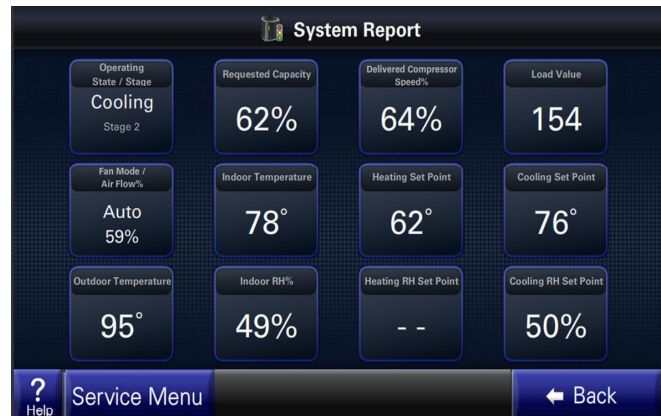 System Report
Operating
State / Stage
Cooling
Stage 2
Requested Capacity
62%
Delivered Compressor
Speed%
64%
Load Value
154
Fan Mode /
Air Flow%
Auto
59%
Indoor Temperature
78°
Heating Set Point
62°
Cooling Set Point
76°
Outdoor Temperature
95°
Indoor RH%
49%
Heating RH Set Point
- -
Cooling RH Set Point
50%
?
Help
Service Menu
Back